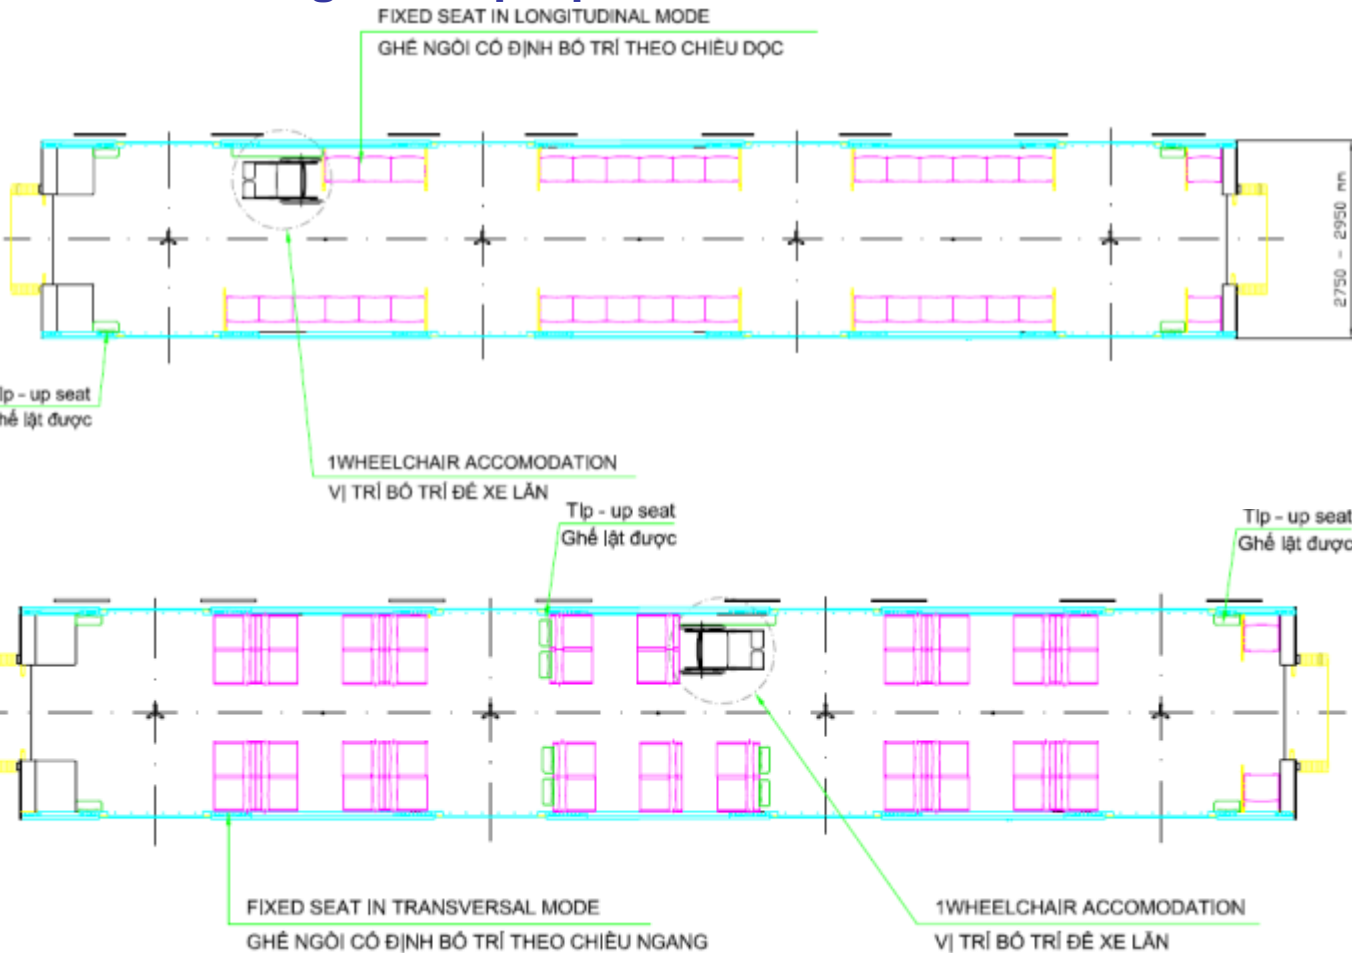 FIXED SEAT IN LONGITUDINAL MODE
GHẾ NGỒI CỐ ĐỊNH BỐ TRÍ THEO CHIỀU DỌC
2750 - 2950 mm
up seat
lật được
1WHEELCHAIR ACCOMODATION
VỊ TRÍ BỐ TRÍ ĐỂ XE LĂN
Tip - up seat
Ghế lật được
Tip - up seat
Ghế lật được
FIXED SEAT IN TRANSVERSAL MODE
GHẾ NGỒI CỐ ĐỊNH BỐ TRÍ THEO CHIỀU NGANG
1WHEELCHAIR ACCOMODATION
VỊ TRÍ BỐ TRÍ ĐỂ XE LĂN